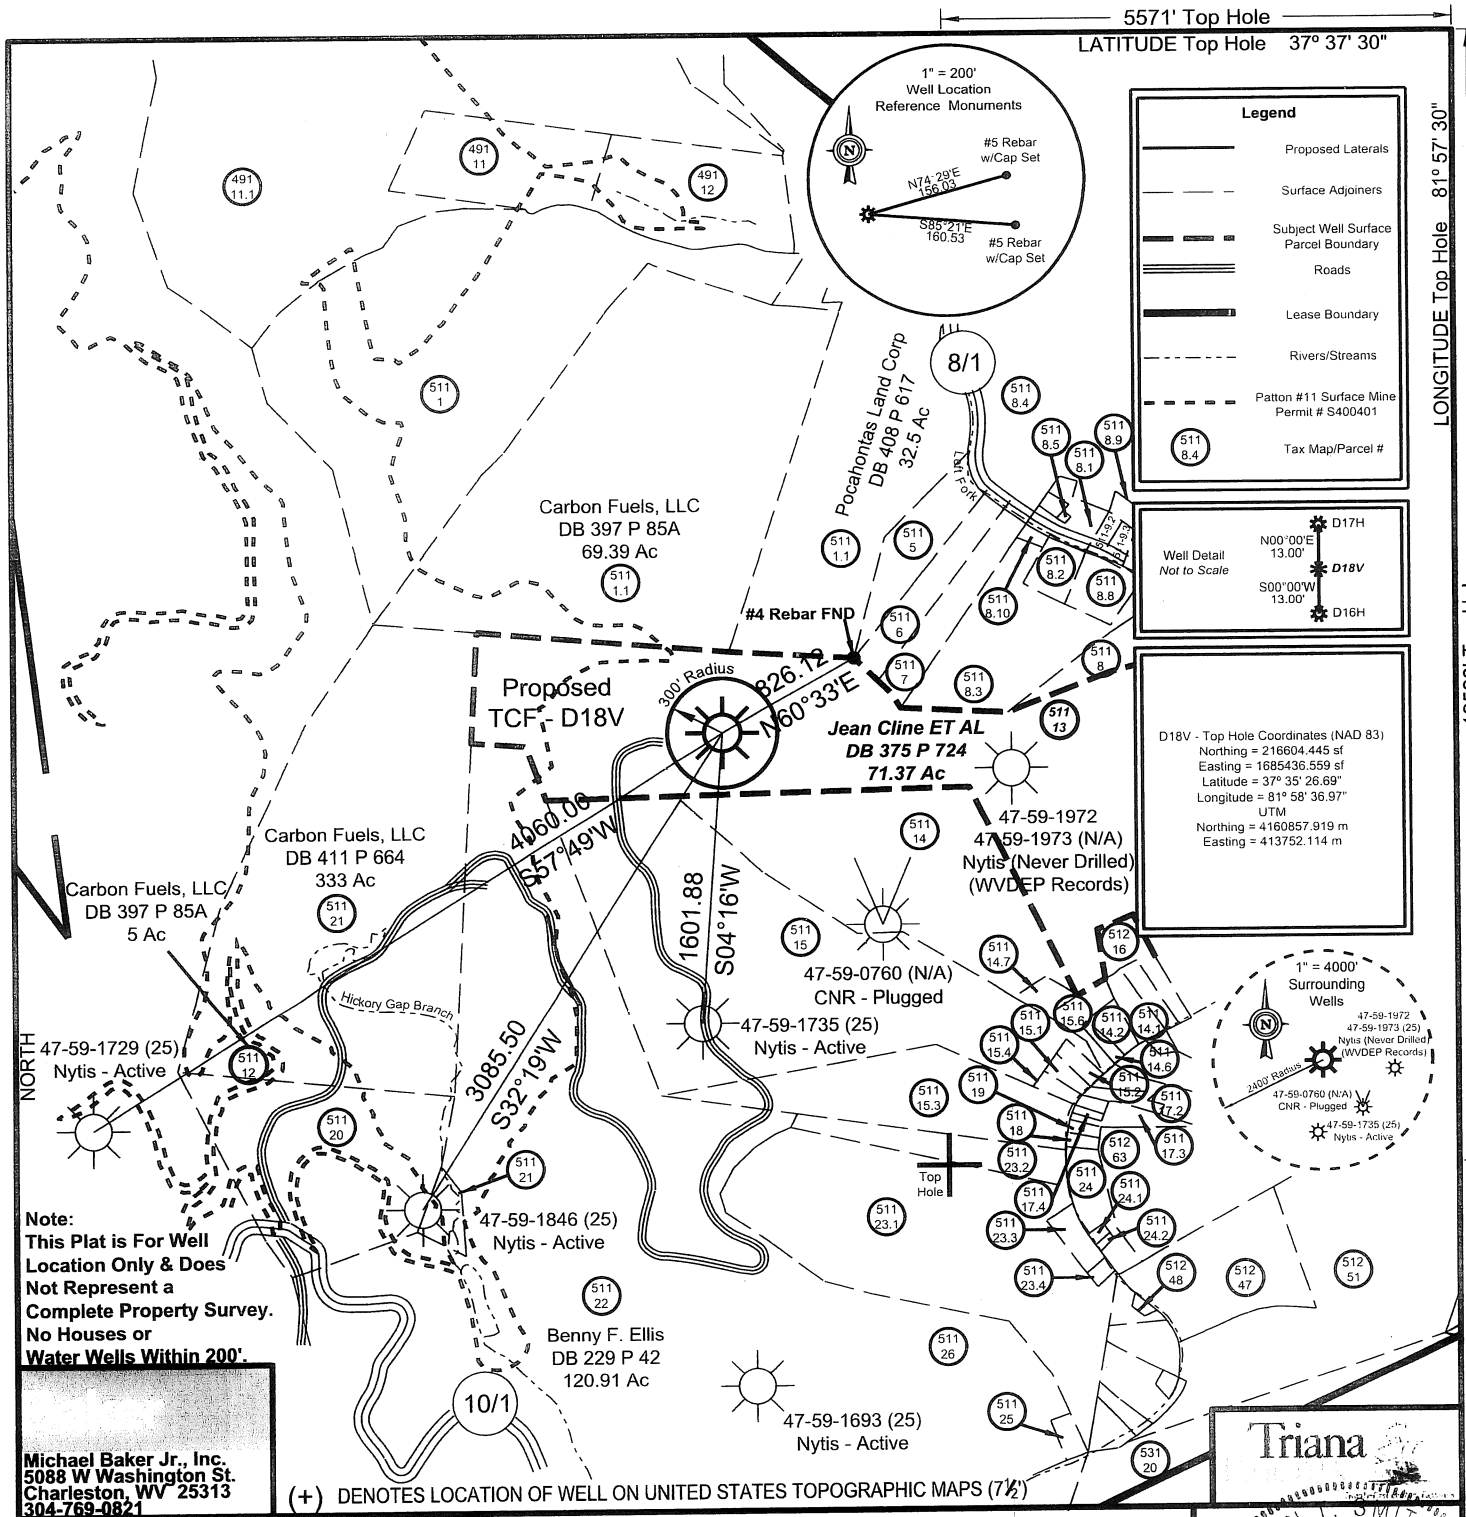 5571' Top Hole
LATITUDE Top Hole 37º 37' 30"
LONGITUDE Top Hole 81º 57' 30"
1" = 200'
Well Location
Reference Monuments
N
#5 Rebar
w/Cap Set
N74°29'E
156.03
S85°21'E
160.53
#5 Rebar
w/Cap Set
Legend
Proposed Laterals
Surface Adjoiners
Subject Well Surface
Parcel Boundary
Roads
Lease Boundary
Rivers/Streams
Patton #11 Surface Mine
Permit # S400401
511
8.4
Tax Map/Parcel #
491
11.1
491
11
491
12
511
1
8/1
511
8.4
511
8.5
511
8.1
511
8.9
511-9.2
511-9.3
Left Fork
Pocahontas Land Corp
DB 408 P 617
32.5 Ac
511
1.1
511
5
Carbon Fuels, LLC
DB 397 P 85A
69.39 Ac
511
1.1
511
8.2
511
8.8
511
8.10
Well Detail
Not to Scale
D17H
N00°00'E
13.00'
D18V
S00°00'W
13.00'
D16H
#4 Rebar FND
511
6
511
7
511
8.3
511
8
511
13
Proposed
TCF - D18V
300' Radius
826.12
N60°33'E
Jean Cline ET AL
DB 375 P 724
71.37 Ac
D18V - Top Hole Coordinates (NAD 83)
Northing = 216604.445 sf
Easting = 1685436.559 sf
Latitude = 37º 35' 26.69"
Longitude = 81º 58' 36.97"
UTM
Northing = 4160857.919 m
Easting = 413752.114 m
4060.00
S57°49'W
1601.88
S04°16'W
3085.50
S32°19'W
47-59-1972
47-59-1973 (N/A)
Nytis (Never Drilled)
(WVDEP Records)
511
14
Carbon Fuels, LLC
DB 411 P 664
333 Ac
511
21
Carbon Fuels, LLC
DB 397 P 85A
5 Ac
511
15
47-59-0760 (N/A)
CNR - Plugged
511
14.7
512
16
Hickory Gap Branch
47-59-1735 (25)
Nytis - Active
NORTH
47-59-1729 (25)
Nytis - Active
511
12
511
15.1
511
15.6
511
14.2
511
14.1
511
15.4
511
14.6
511
19
511
15.2
511
17.2
511
15.3
511
18
511
23.2
512
63
511
17.3
511
24
511
17.4
511
24.1
511
23.1
511
23.3
511
24.2
511
23.4
512
48
512
47
512
51
Top
Hole
1" = 4000'
Surrounding
Wells
N
47-59-1972
47-59-1973 (25)
Nytis (Never Drilled)
(WVDEP Records)
2400' Radius
47-59-0760 (N/A)
CNR - Plugged
47-59-1735 (25)
Nytis - Active
511
20
511
21
47-59-1846 (25)
Nytis - Active
Note:
This Plat is For Well
Location Only & Does
Not Represent a
Complete Property Survey.
No Houses or
Water Wells Within 200'.
511
22
Benny F. Ellis
DB 229 P 42
120.91 Ac
10/1
511
26
47-59-1693 (25)
Nytis - Active
511
25
531
20
Triana
Michael Baker Jr., Inc.
5088 W Washington St.
Charleston, WV 25313
304-769-0821
(+) DENOTES LOCATION OF WELL ON UNITED STATES TOPOGRAPHIC MAPS (7½')